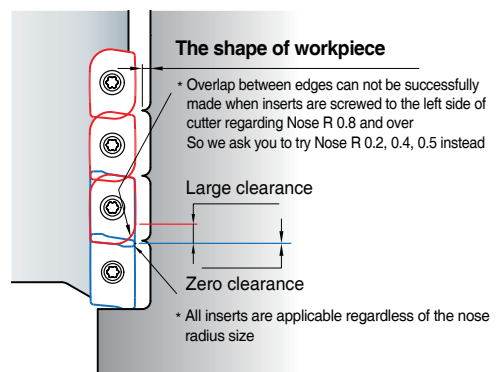 The shape of workpiece
* Overlap between edges can not be successfully
made when inserts are screwed to the left side of
cutter regarding Nose R 0.8 and over
So we ask you to try Nose R 0.2, 0.4, 0.5 instead
Large clearance
Zero clearance
* All inserts are applicable regardless of the nose
radius size